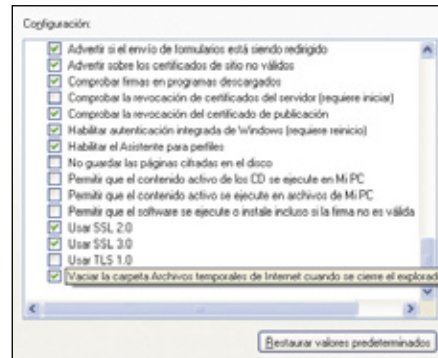 Configuración:
Advertir si el envío de formularios está siendo redirigido
Advertir sobre los certificados de sitio no válidos
Comprobar firmas en programas descargados
Comprobar la revocación de certificados del servidor (requiere iniciar)
Comprobar la revocación del certificado de publicación
Habilitar autenticación integrada de Windows (requiere reinicio)
Habilitar el Asistente para perfiles
No guardar las páginas cifradas en el disco
Permitir que el contenido activo de los CD se ejecute en Mi PC
Permitir que el contenido activo se ejecute en archivos de Mi PC
Permitir que el software se ejecute o instale incluso si la firma no es válida
Usar SSL 2.0
Usar SSL 3.0
Usar TLS 1.0
Vaciar la carpeta Archivos temporales de Internet cuando se cierre el explorad
Restaurar valores predeterminados